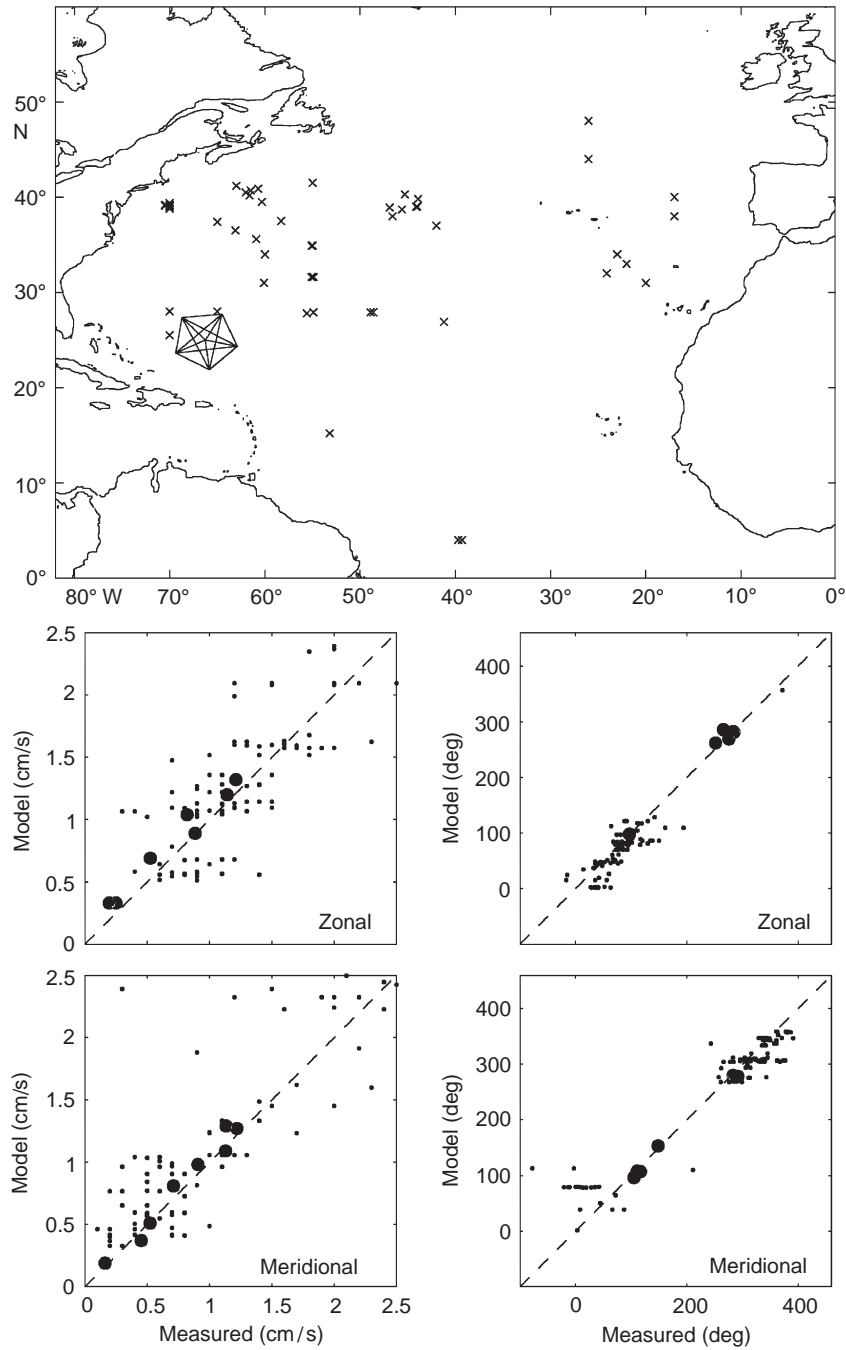 50°
N
40°
30°
20°
10°
0°
80° W 70° 60° 50° 40° 30° 20° 10° 0°
2.5
2
1.5
1
0.5
0
Model (cm/s)
Zonal
400
300
200
100
0
Model (deg)
Zonal
2.5
2
1.5
1
0.5
0
Model (cm/s)
Meridional
0 0.5 1 1.5 2 2.5
Measured (cm/s)
400
300
200
100
0
Model (deg)
Meridional
0 200 400
Measured (deg)